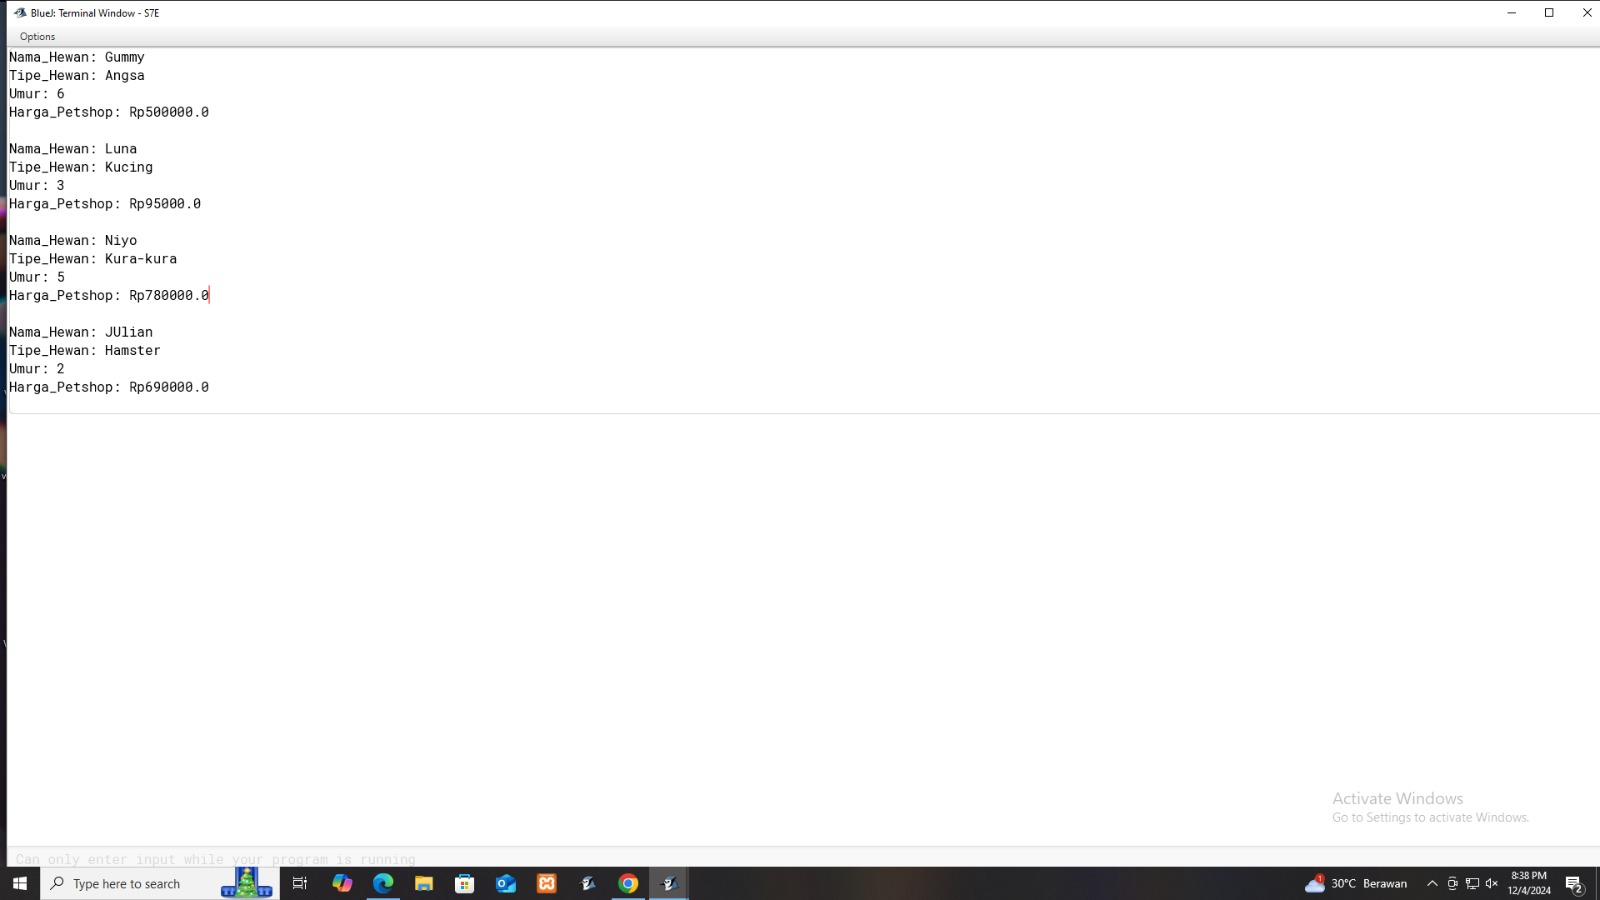 BlueJ: Terminal Window - S7E
Options
Nama_Hewan: Gummy
Tipe_Hewan: Angsa
Umur: 6
Harga_Petshop: Rp500000.0
Nama_Hewan: Luna
Tipe_Hewan: Kucing
Umur: 3
Harga_Petshop: Rp95000.0
Nama_Hewan: Niyo
Tipe_Hewan: Kura-kura
Umur: 5
Harga_Petshop: Rp780000.0
Nama_Hewan: JUlian
Tipe_Hewan: Hamster
Umur: 2
Harga_Petshop: Rp690000.0
Activate Windows
Go to Settings to activate Windows.
Can only enter input while your program is running
Type here to search
1
30°C Berawan
8:38 PM
12/4/2024
2